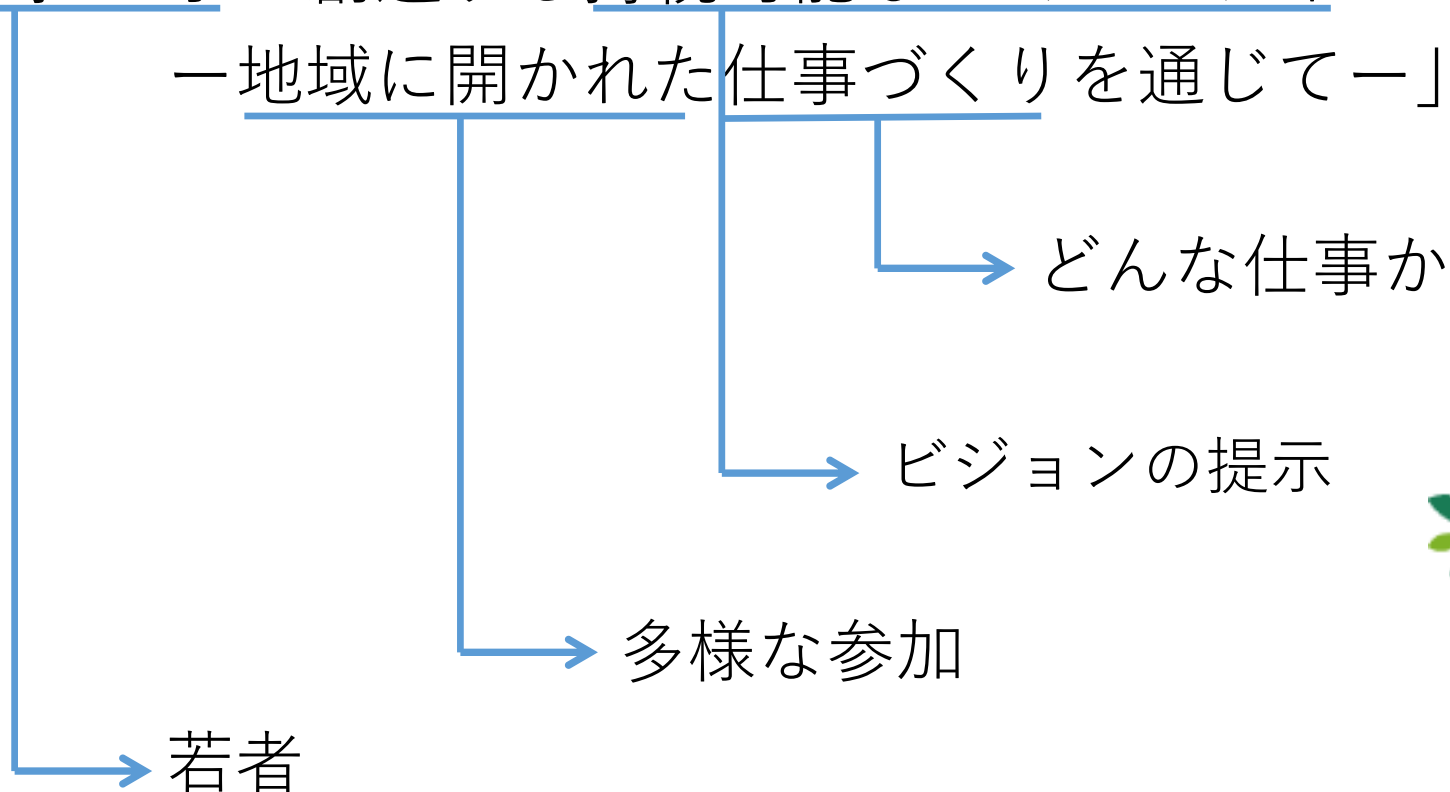 ー地域に開かれた仕事づくりを通じてー」
どんな仕事か
ビジョンの提示
多様な参加
若者